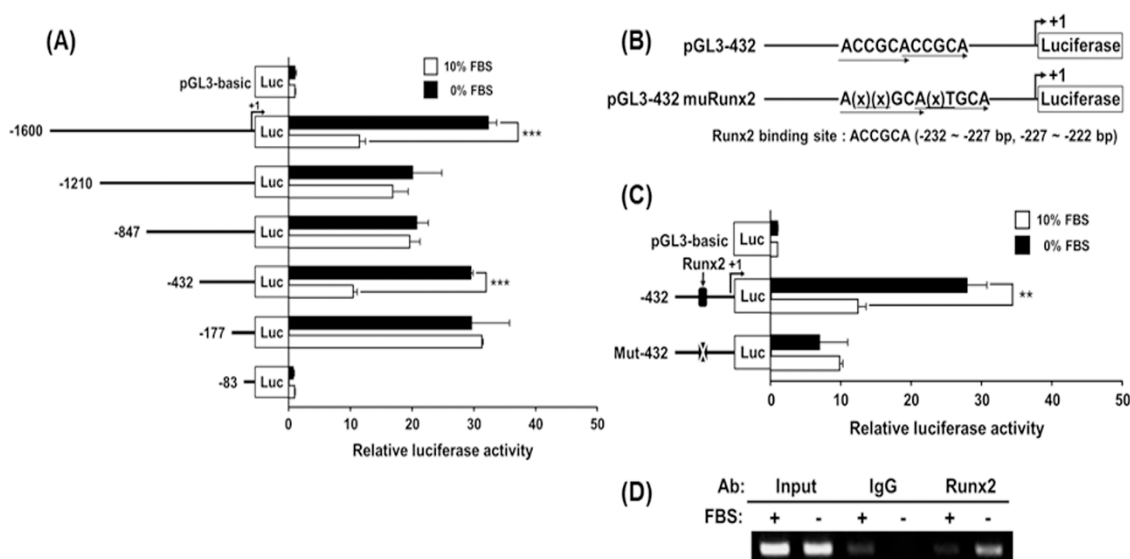 (A)
10% FBS
0% FBS
pGL3-basic
Luc
+1
-1600
Luc
***
-1210
Luc
-847
Luc
-432
Luc
***
-177
Luc
-83
Luc
0 10 20 30 40 50
Relative luciferase activity
(B)
+1
pGL3-432 ACCGCACCGCA Luciferase
+1
pGL3-432 muRunx2 A(x)(x)GCA(x)TGCA Luciferase
Runx2 binding site : ACCGCA (-232 ~ -227 bp, -227 ~ -222 bp)
(C)
10% FBS
0% FBS
pGL3-basic
Luc
Runx2 +1
-432
Luc
**
Mut-432
Luc
0 10 20 30 40 50
Relative luciferase activity
(D)
Ab: Input IgG Runx2
FBS: + - + - + -